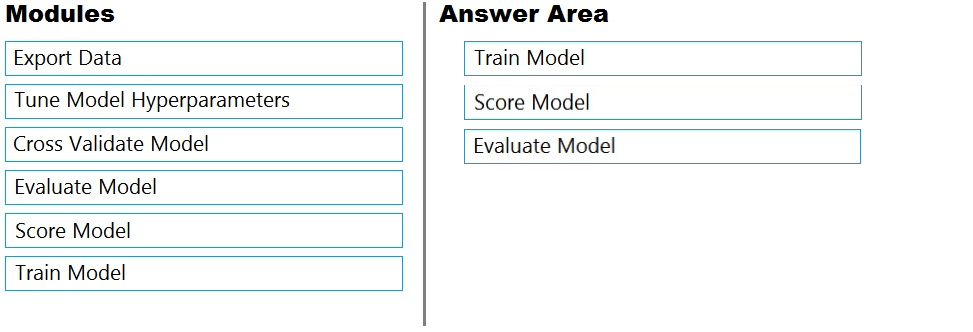 Modules
Export Data
Tune Model Hyperparameters
Cross Validate Model
Evaluate Model
Score Model
Train Model
Answer Area
Train Model
Score Model
Evaluate Model